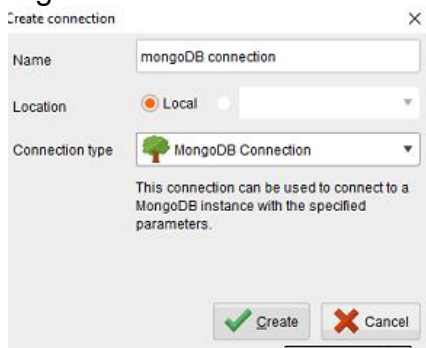 Create connection
Name
mongoDB connection
Location
Local
Connection type
MongoDB Connection
This connection can be used to connect to a
MongoDB instance with the specified
parameters.
Create
Cancel